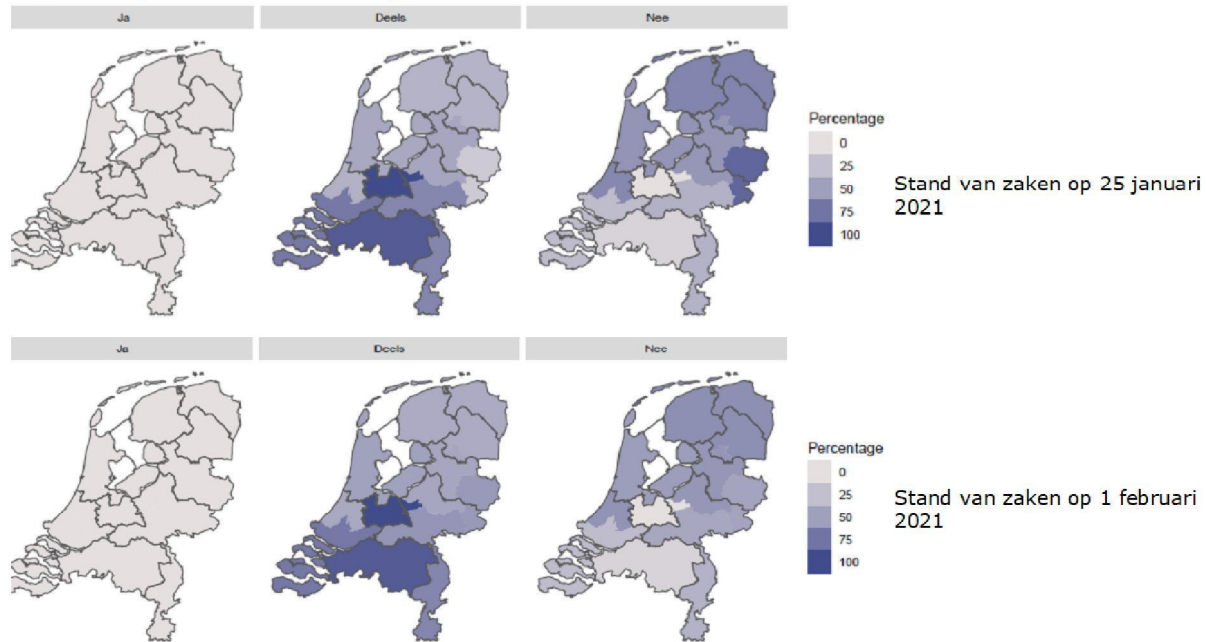 Ja
Deels
Nee
Percentage
0
25
50
75
100
Stand van zaken op 25 januari
2021
Ja
Deels
Nee
Percentage
0
25
50
75
100
Stand van zaken op 1 februari
2021